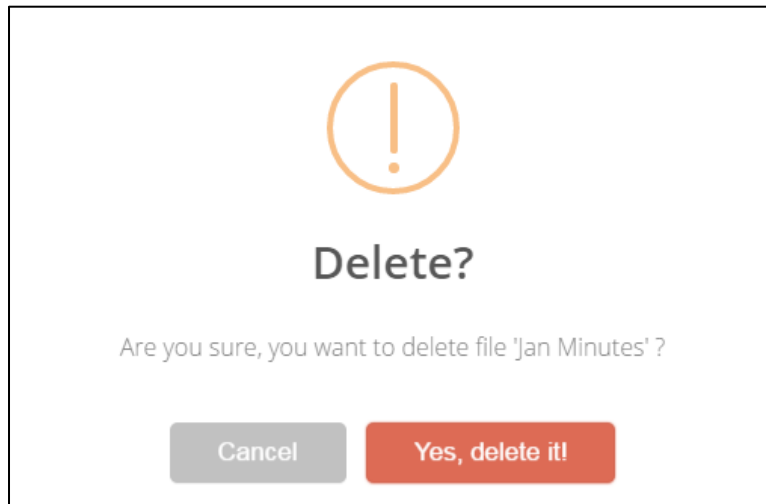 Delete?
Are you sure, you want to delete file 'Jan Minutes' ?
Cancel Yes, delete it!